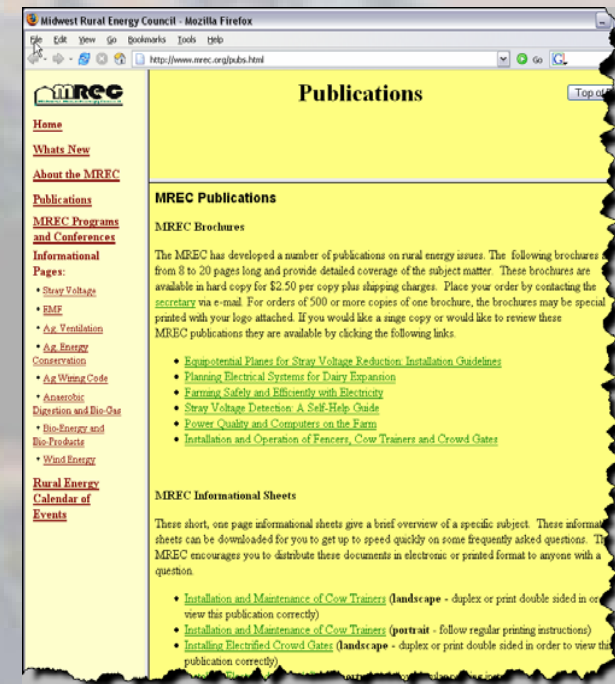 Midwest Rural Energy Council - Mozilla Firefox
File Edit View Go Bookmarks Tools Help
http://www.mrec.org/pubs.html Go G
mrec
Publications
Top of
Home
Whats New
About the MREC
Publications
MREC Programs
and Conferences
Informational
Pages:
• Stray Voltage
• EMF
• Ag. Ventilation
• Ag. Energy
Conservation
• Ag Wiring Code
• Anaerobic
Digestion and Bio-Gas
• Bio-Energy and
Bio-Products
• Wind Energy
Rural Energy
Calendar of
Events
MREC Publications
MREC Brochures
The MREC has developed a number of publications on rural energy issues. The following brochures
from 8 to 20 pages long and provide detailed coverage of the subject matter. These brochures are
available in hard copy for $2.50 per copy plus shipping charges. Place your order by contacting the
secretary via e-mail. For orders of 500 or more copies of one brochure, the brochures may be special
printed with your logo attached. If you would like a singe copy or would like to review these
MREC publications they are available by clicking the following links.
• Equipotential Planes for Stray Voltage Reduction: Installation Guidelines
• Planning Electrical Systems for Dairy Expansion
• Farming Safely and Efficiently with Electricity
• Stray Voltage Detection: A Self-Help Guide
• Power Quality and Computers on the Farm
• Installation and Operation of Fencers, Cow Trainers and Crowd Gates
MREC Informational Sheets
These short, one page informational sheets give a brief overview of a specific subject. These informat
sheets can be downloaded for you to get up to speed quickly on some frequently asked questions. Th
MREC encourages you to distribute these documents in electronic or printed format to anyone with a
question.
• Installation and Maintenance of Cow Trainers (landscape - duplex or print double sided in or
view this publication correctly)
• Installation and Maintenance of Cow Trainers (portrait - follow regular printing instructions)
• Installing Electrified Crowd Gates (landscape - duplex or print double sided in order to view this
publication correctly)